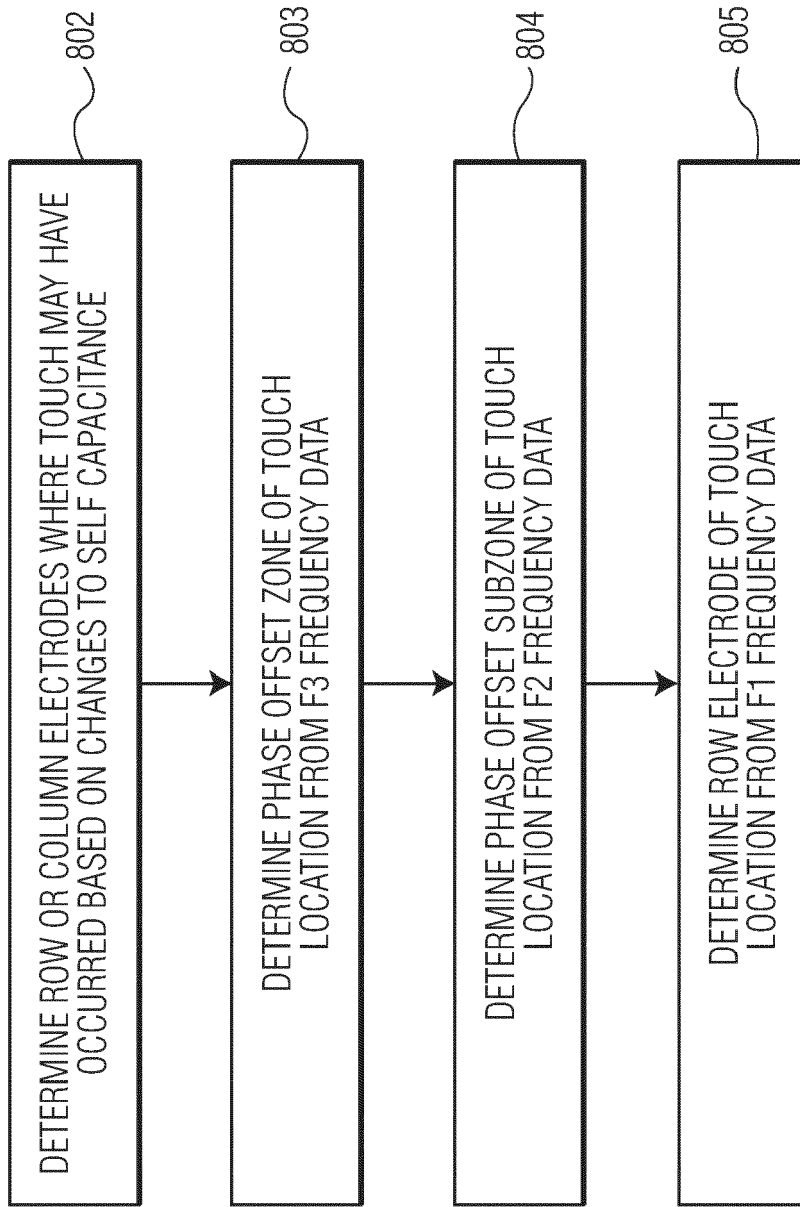 DETERMINE ROW OR COLUMN ELECTRODES WHERE TOUCH MAY HAVE
OCCURRED BASED ON CHANGES TO SELF CAPACITANCE
802
DETERMINE PHASE OFFSET ZONE OF TOUCH
LOCATION FROM F3 FREQUENCY DATA
803
DETERMINE PHASE OFFSET SUBZONE OF TOUCH
LOCATION FROM F2 FREQUENCY DATA
804
DETERMINE ROW ELECTRODE OF TOUCH
LOCATION FROM F1 FREQUENCY DATA
805